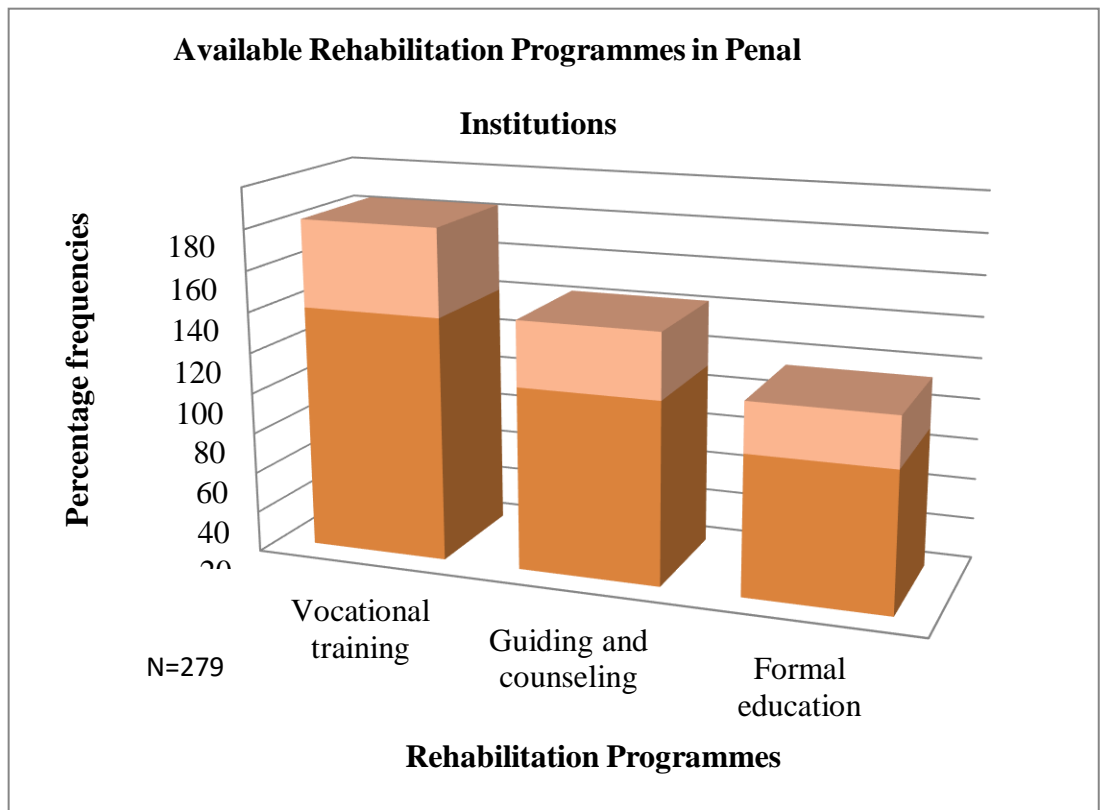 Available Rehabilitation Programmes in Penal
Institutions
Percentage frequencies
180
160
140
120
100
80
60
40
Vocational
training
Guiding and
counseling
Formal
education
N=279
Rehabilitation Programmes